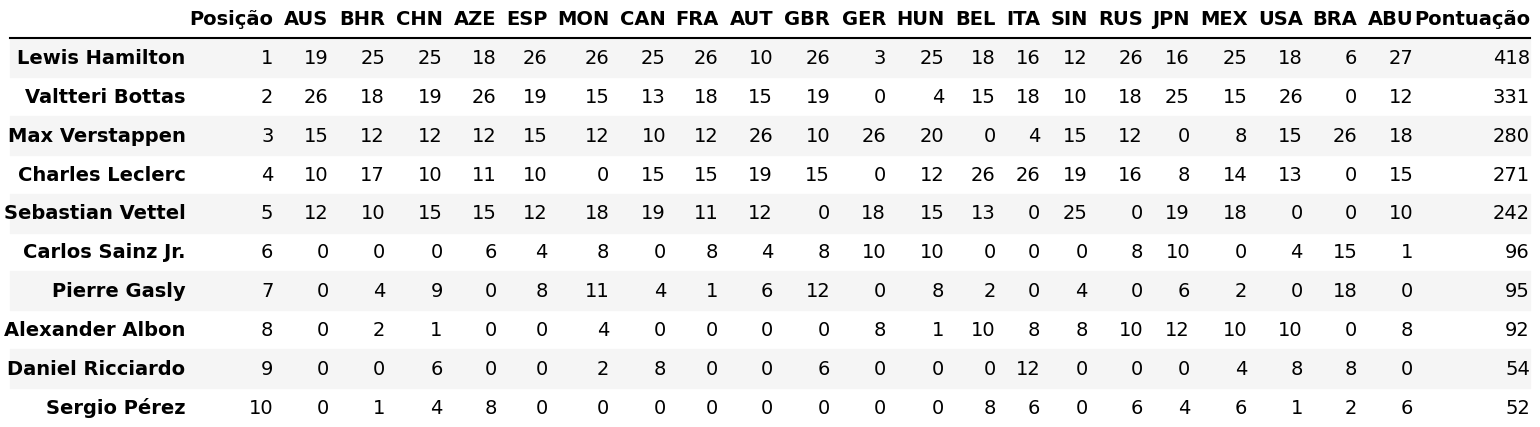 Posição AUS BHR CHN AZE ESP MON CAN FRA AUT GBR GER HUN BEL ITA SIN RUS JPN MEX USA BRA ABU Pontuação
Lewis Hamilton 1 19 25 25 18 26 26 25 26 10 26 3 25 18 16 12 26 16 25 18 6 27 418
Valtteri Bottas 2 26 18 19 26 19 15 13 18 15 19 0 4 15 18 10 18 25 15 26 0 12 331
Max Verstappen 3 15 12 12 12 15 12 10 12 26 10 26 20 0 4 15 12 0 8 15 26 18 280
Charles Leclerc 4 10 17 10 11 10 0 15 15 19 15 0 12 26 26 19 16 8 14 13 0 15 271
Sebastian Vettel 5 12 10 15 15 12 18 19 11 12 0 18 15 13 0 25 0 19 18 0 0 10 242
Carlos Sainz Jr. 6 0 0 0 6 4 8 0 8 4 8 10 10 0 0 0 8 10 0 4 15 1 96
Pierre Gasly 7 0 4 9 0 8 11 4 1 6 12 0 8 2 0 4 0 6 2 0 18 0 95
Alexander Albon 8 0 2 1 0 0 4 0 0 0 0 8 1 10 8 8 10 12 10 10 0 8 92
Daniel Ricciardo 9 0 0 6 0 0 2 8 0 0 6 0 0 0 12 0 0 0 4 8 8 0 54
Sergio Pérez 10 0 1 4 8 0 0 0 0 0 0 0 0 8 6 0 6 4 6 1 2 6 52